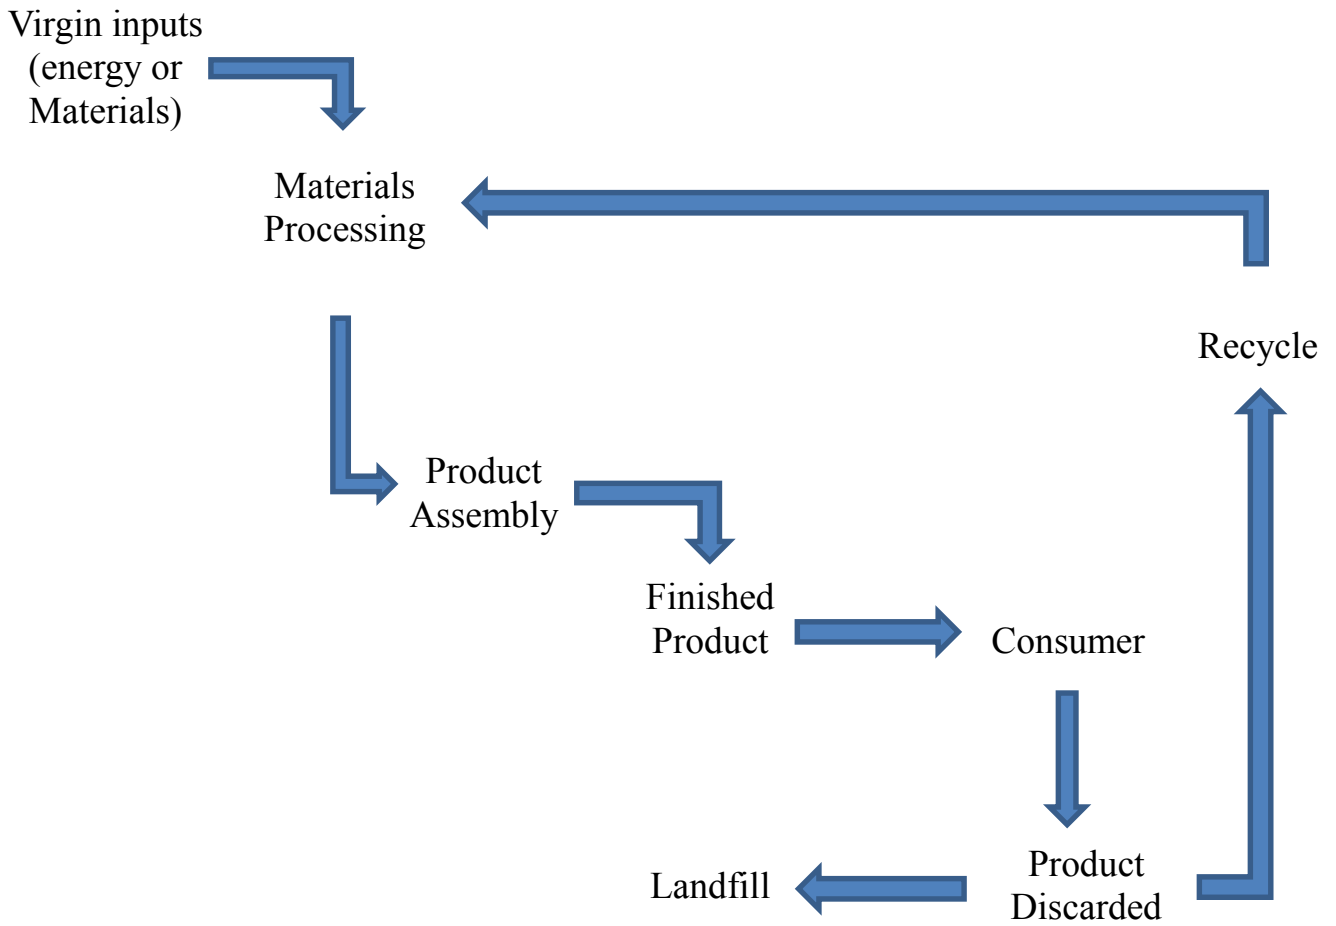 Virgin inputs
(energy or
Materials)
Materials
Processing
Recycle
Product
Assembly
Finished
Product
Consumer
Landfill
Product
Discarded